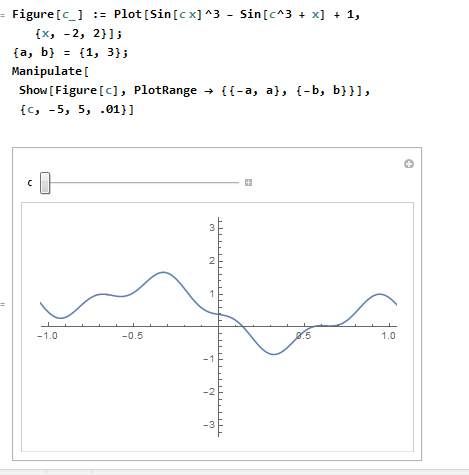 = Figure[c_] := Plot[Sin[c x]^3 - Sin[c^3 + x] + 1,
{x, -2, 2}];
{a, b} = {1, 3};
Manipulate[
Show[Figure[c], PlotRange → {{-a, a}, {-b, b}}],
{c, -5, 5, .01}]
c
=
3
2
1
-1.0
-0.5
0.5
1.0
-1
-2
-3